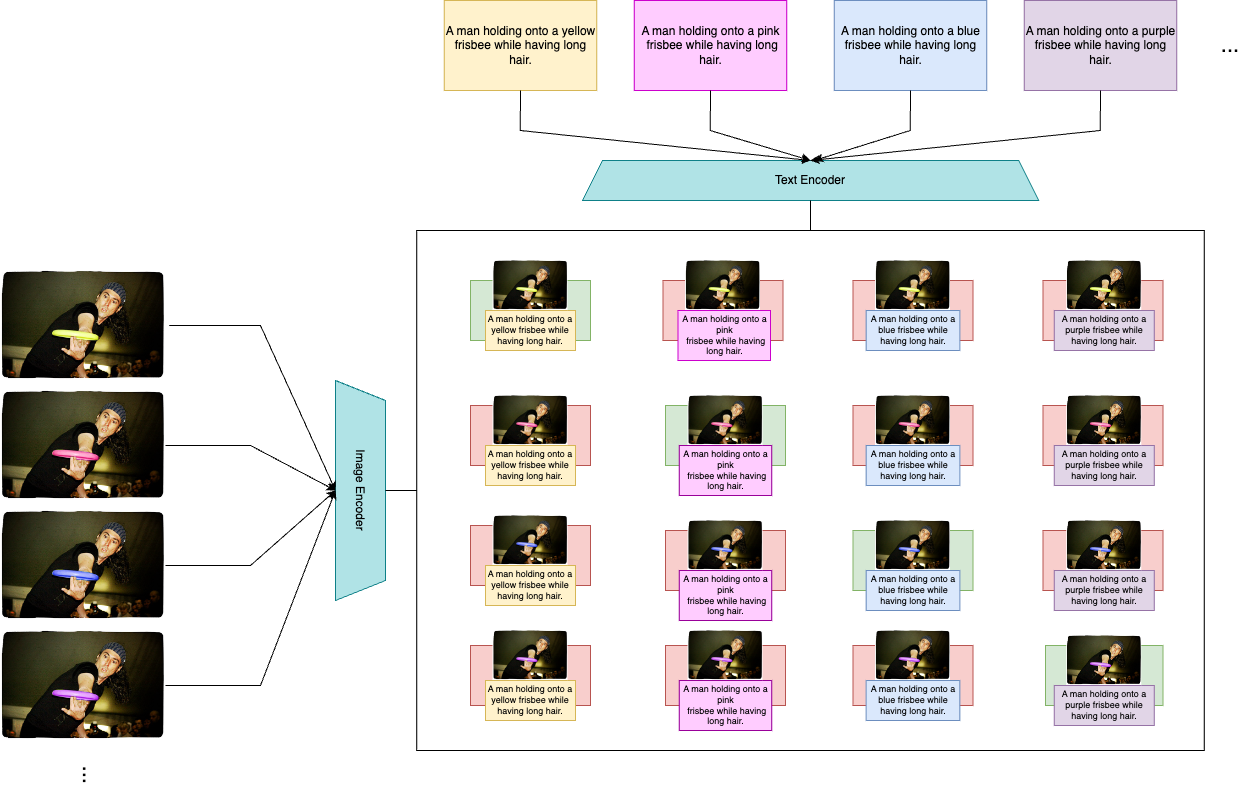 A man holding onto a yellow
frisbee while having long
hair.
A man holding onto a pink
frisbee while having long
hair.
A man holding onto a blue
frisbee while having long
hair.
A man holding onto a purple
frisbee while having long
hair.
...
Text Encoder
Image Encoder
A man holding onto a
yellow frisbee while
having long hair.
A man holding onto a
pink
frisbee while having
long hair.
A man holding onto a
blue frisbee while
having long hair.
A man holding onto a
purple frisbee while
having long hair.
A man holding onto a
yellow frisbee while
having long hair.
A man holding onto a
pink
frisbee while having
long hair.
A man holding onto a
blue frisbee while
having long hair.
A man holding onto a
purple frisbee while
having long hair.
A man holding onto a
yellow frisbee while
having long hair.
A man holding onto a
pink
frisbee while having
long hair.
A man holding onto a
blue frisbee while
having long hair.
A man holding onto a
purple frisbee while
having long hair.
A man holding onto a
yellow frisbee while
having long hair.
A man holding onto a
pink
frisbee while having
long hair.
A man holding onto a
blue frisbee while
having long hair.
A man holding onto a
purple frisbee while
having long hair.
...